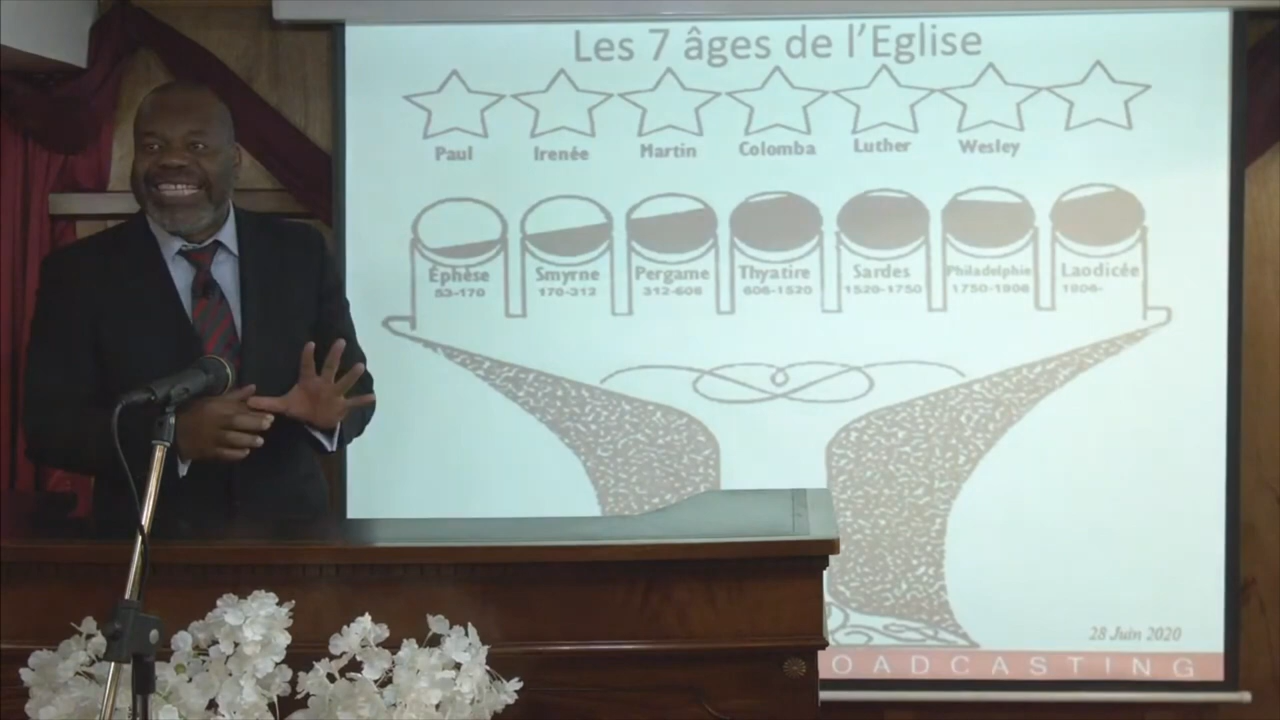 Les 7 âges de l’Eglise
Paul Irenée Martin Colomba Luther Wesley
Éphèse Smyrne Pergame Thyatire Sardes Philadelphie Laodicée
53-170 170-312 312-606 606-1520 1520-1750 1750-1906 1906-
28 Juin 2020
OADCASTING